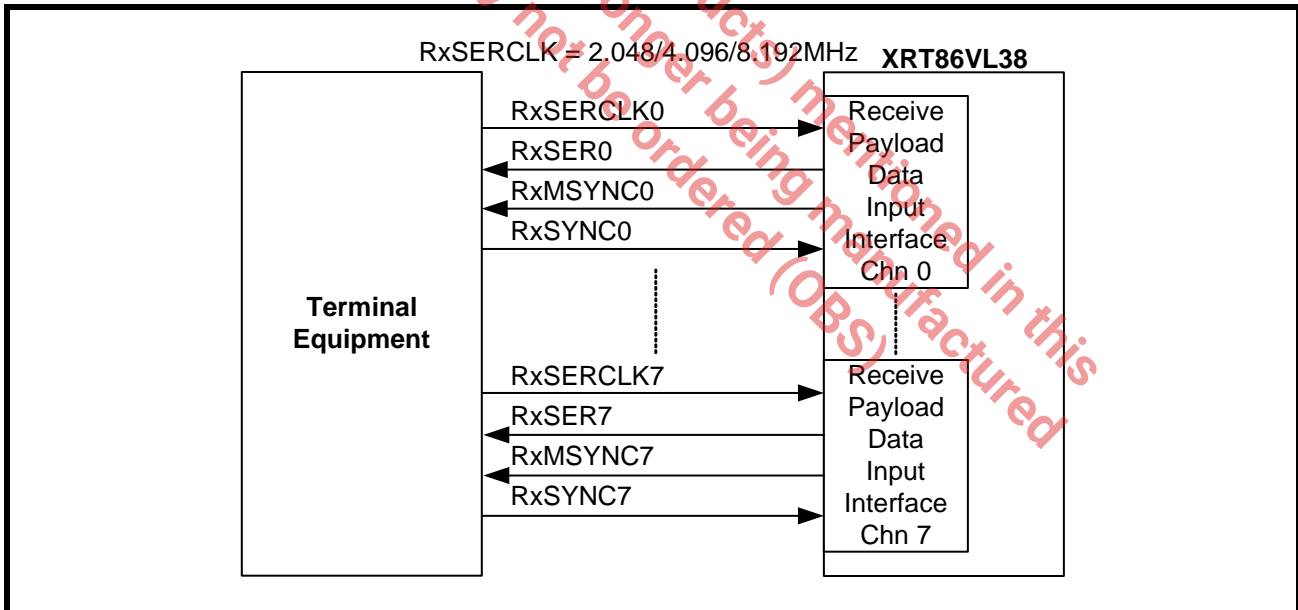 RxSERCLK = 2.048/4.096/8.192MHz
XRT86VL38
Terminal
Equipment
RxSERCLK0
RxSER0
RxMSYNC0
RxSYNC0
Receive
Payload
Data
Input
Interface
Chn 0
RxSERCLK7
RxSER7
RxMSYNC7
RxSYNC7
Receive
Payload
Data
Input
Interface
Chn 7
mentioned in this
longer being manufactured
not be ordered (OBS)